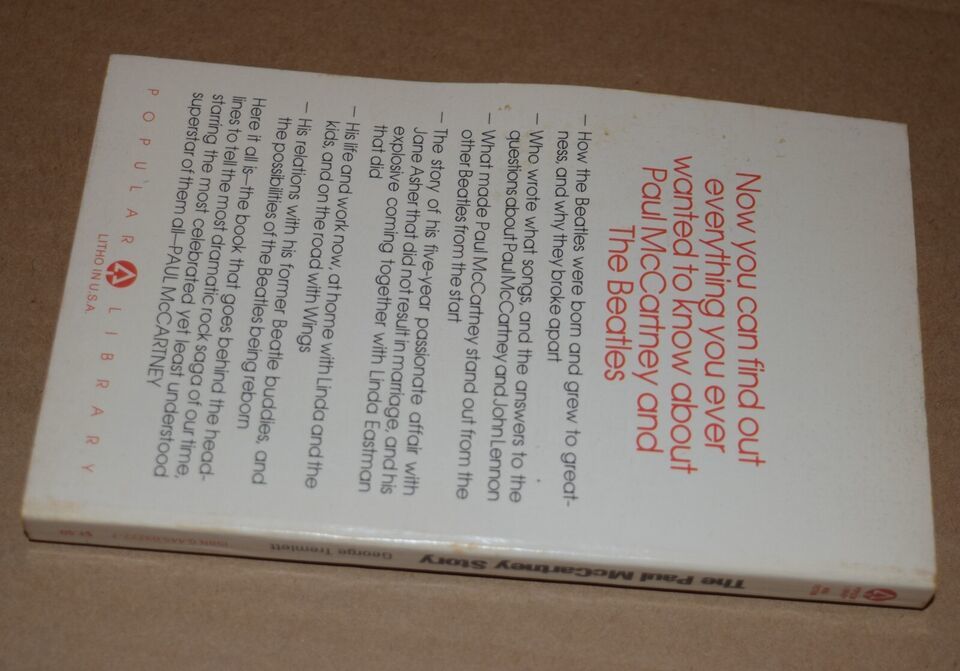 Now you can find out
everything you ever
wanted to know about
Paul McCartney and
The Beatles
– How the Beatles were born and grew to great-
ness, and why they broke apart
– Who wrote what songs, and the answers to the
questions about Paul McCartney and John Lennon
– What made Paul McCartney stand out from the
other Beatles from the start
– The story of his five-year passionate affair with
Jane Asher that did not result in marriage, and his
explosive coming together with Linda Eastman
that did
– His life and work now, at home with Linda and the
kids, and on the road with Wings
– His relations with his former Beatle buddies, and
the possibilities of the Beatles being reborn
Here it all is—the book that goes behind the head-
lines to tell the most dramatic rock saga of our time,
starring the most celebrated yet least understood
superstar of them all—PAUL McCARTNEY
POPULAR LIBRARY
LITHO IN U.S.A.
The Paul McCartney Story
George Tremlett
ISBN